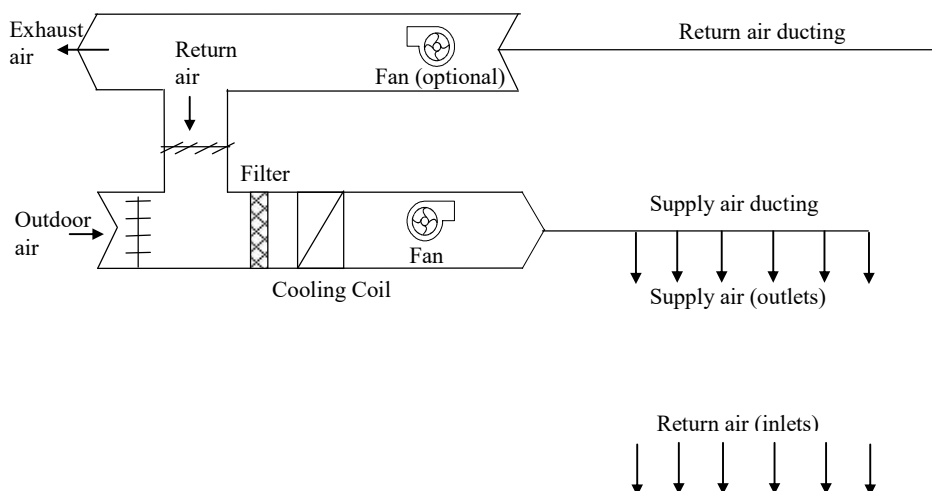 Exhaust
air
Return
air
Fan (optional)
Return air ducting
Filter
Outdoor
air
Fan
Cooling Coil
Supply air ducting
Supply air (outlets)
Return air (inlets)